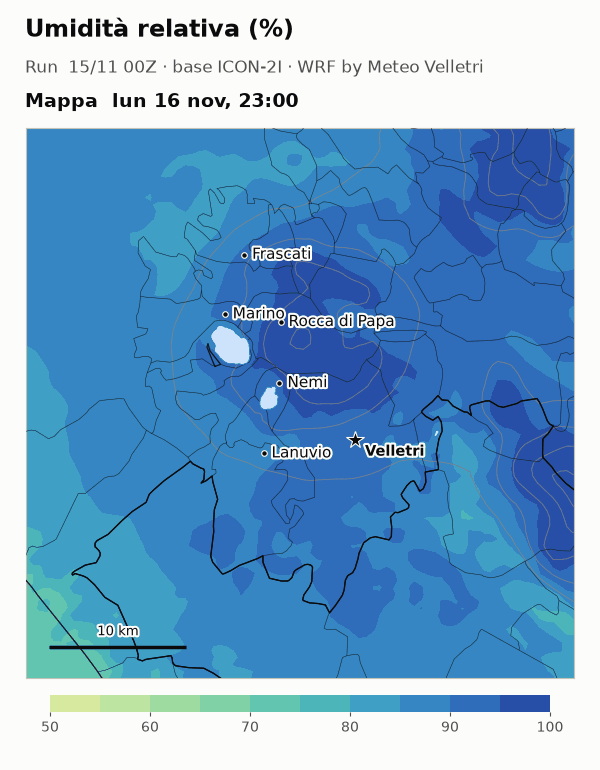 Umidità relativa (%)
Run  15/11 00Z · base ICON-2I · WRF by Meteo Velletri
Mappa  lun 16 nov, 23:00
Frascati
Marino
Rocca di Papa
Nemi
Velletri
Lanuvio
10 km
50 60 70 80 90 100